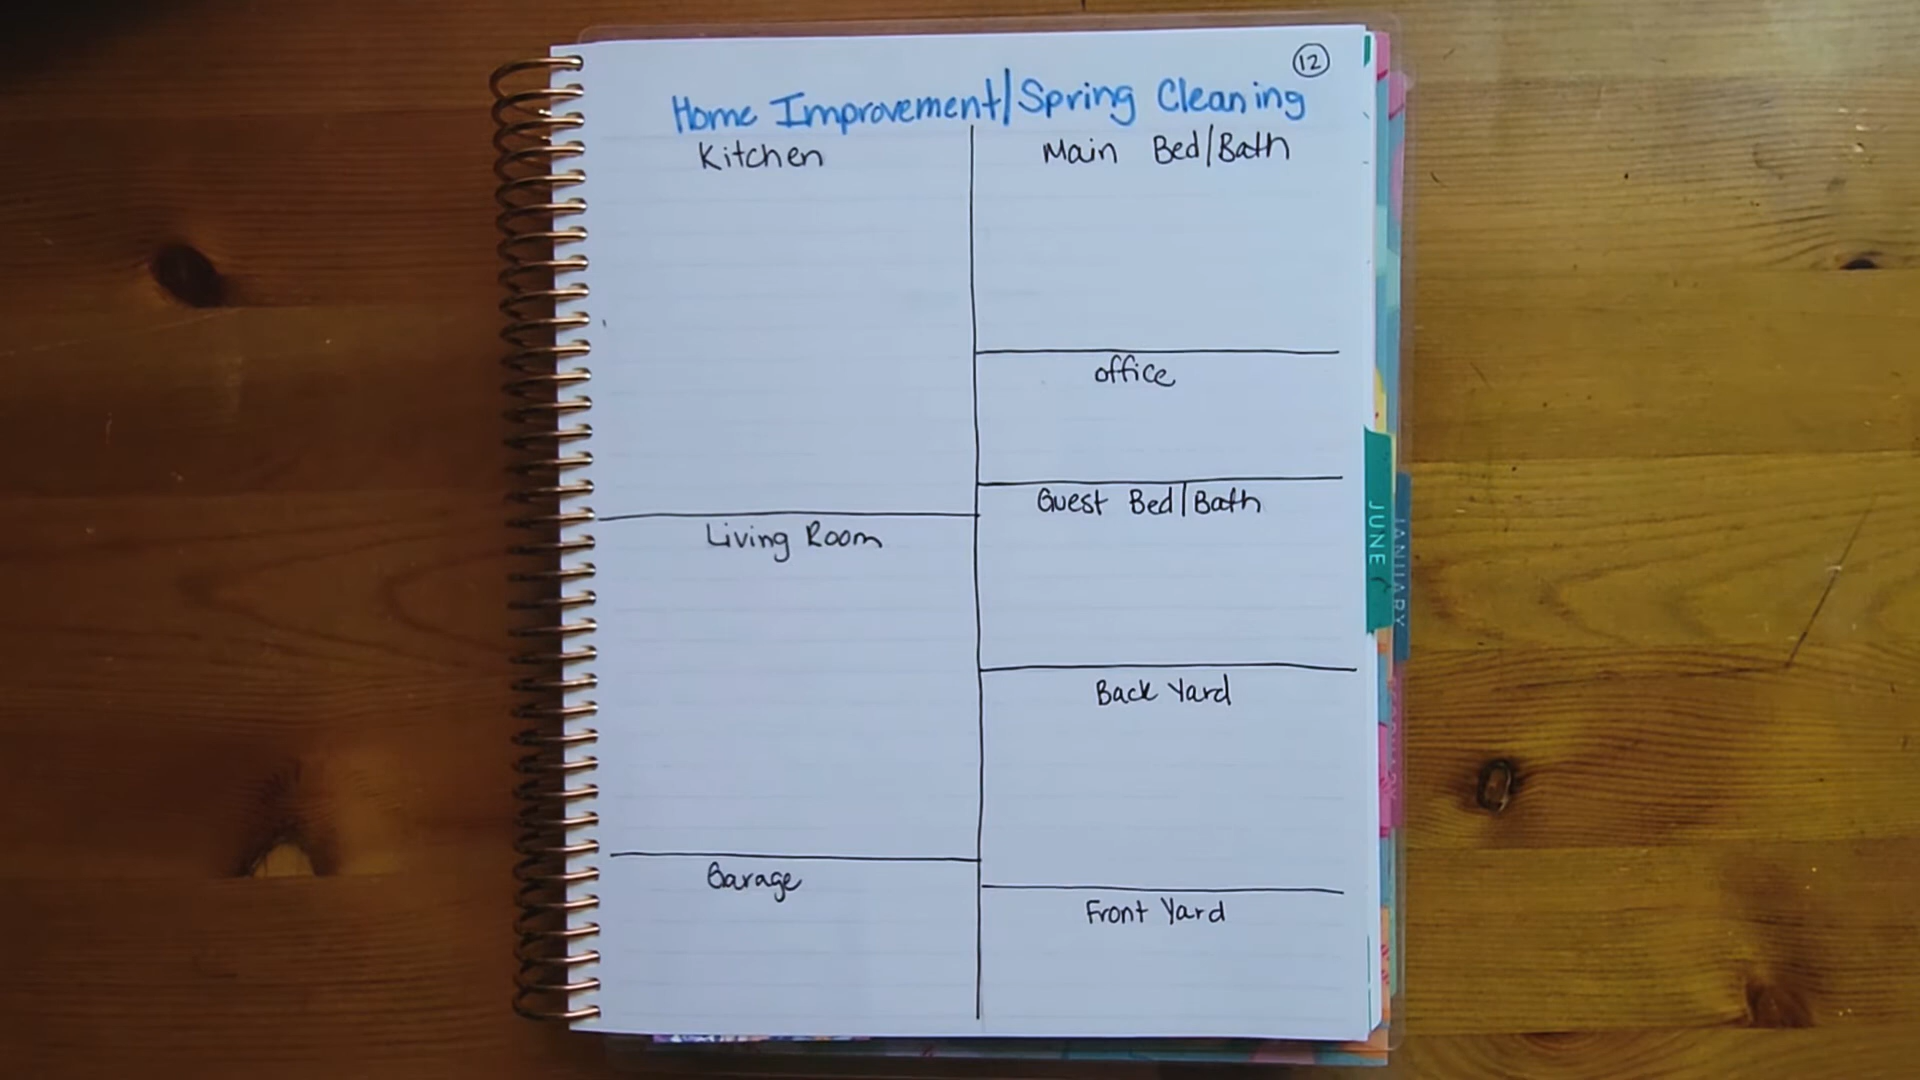 12
Home Improvement/Spring Cleaning
Kitchen
Living Room
Garage
Main Bed/Bath
office
Guest Bed/Bath
Back Yard
Front Yard
JUNE
JANUARY